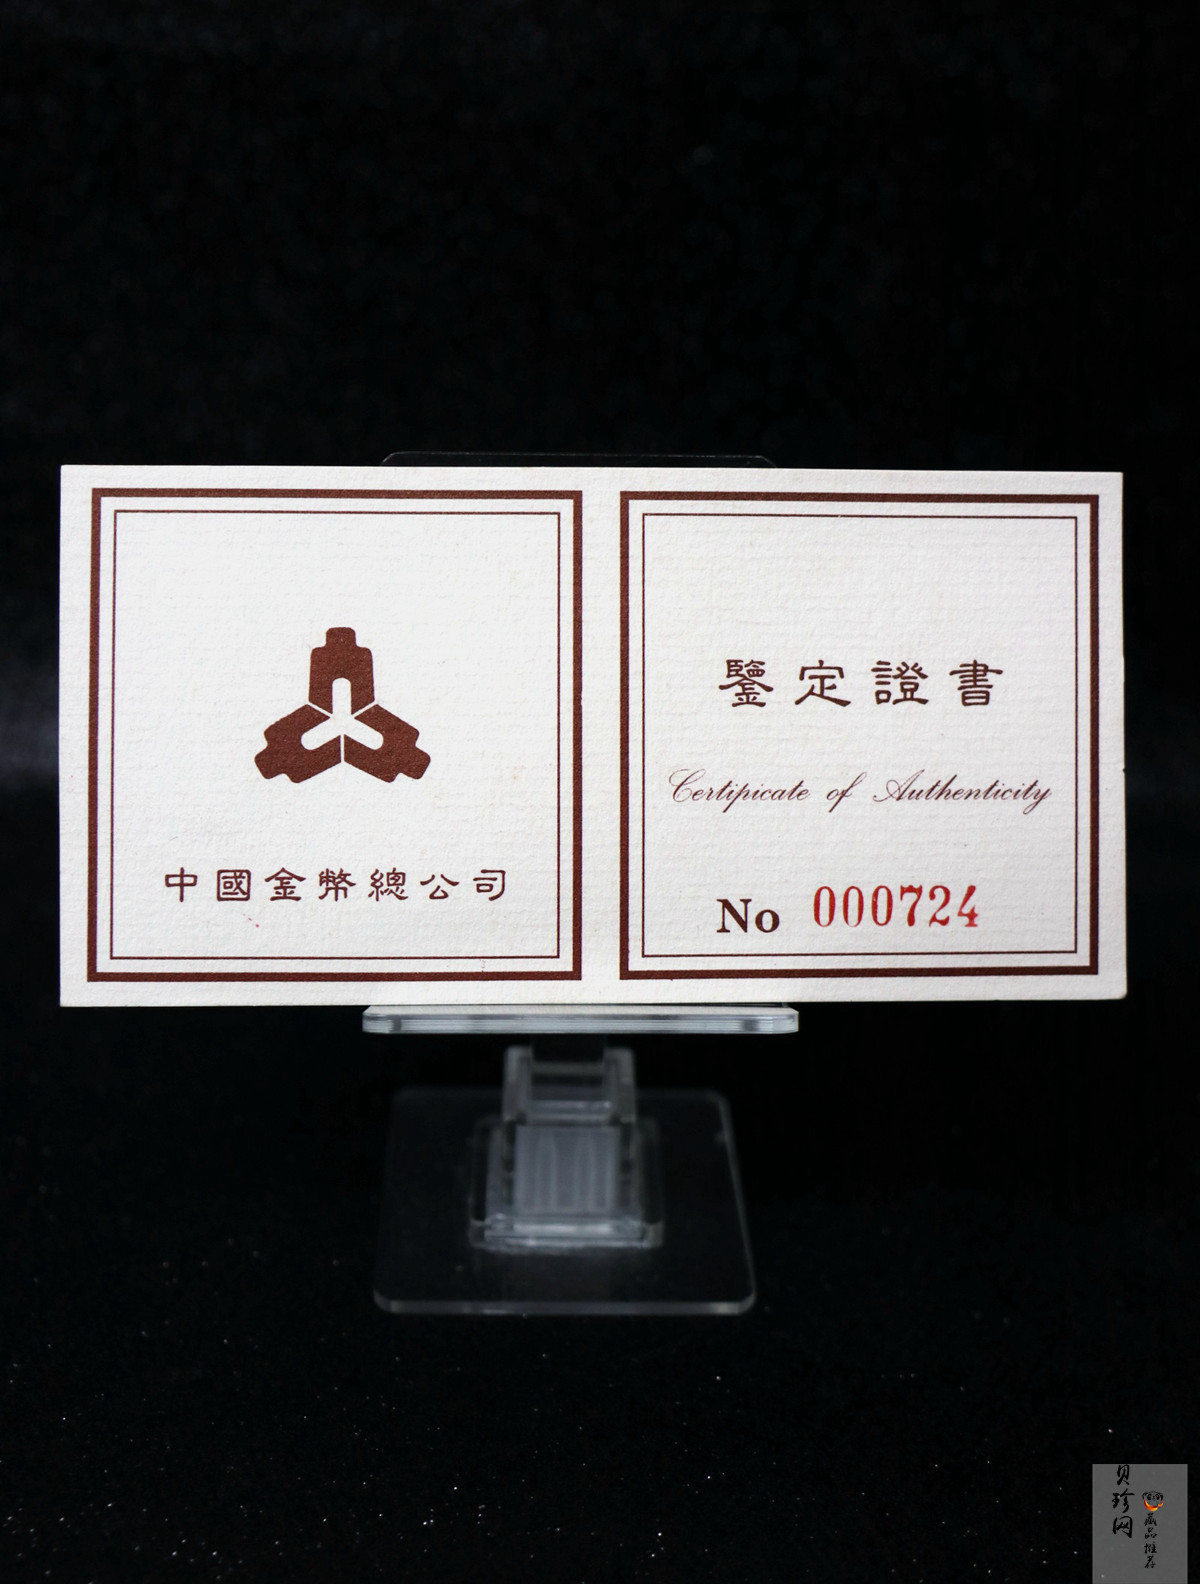 中國金幣總公司
鑒定證書
Certificate of Authenticity
No 000724
贝珍网
藏品推荐